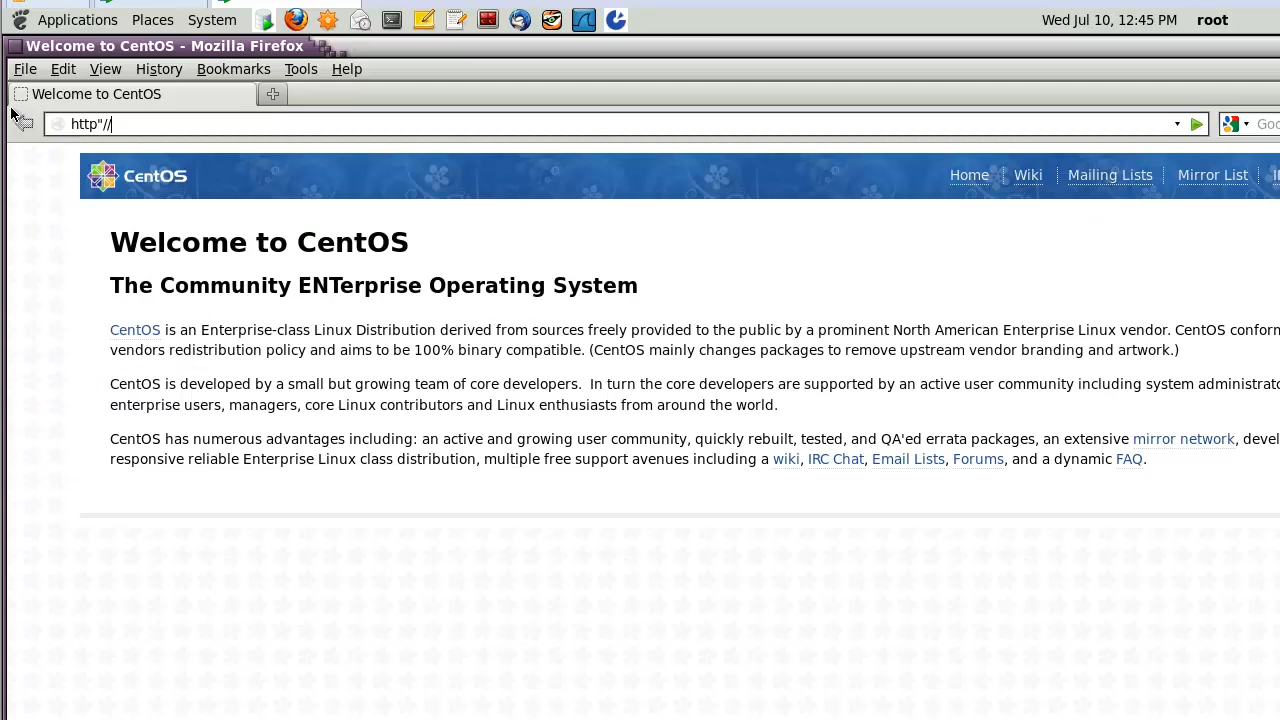 Applications Places System Wed Jul 10, 12:45 PM root
Welcome to CentOS - Mozilla Firefox
File Edit View History Bookmarks Tools Help
Welcome to CentOS
http"//
CentOS Home Wiki Mailing Lists Mirror List
Welcome to CentOS
The Community ENTerprise Operating System
CentOS is an Enterprise-class Linux Distribution derived from sources freely provided to the public by a prominent North American Enterprise Linux vendor. CentOS conform
vendors redistribution policy and aims to be 100% binary compatible. (CentOS mainly changes packages to remove upstream vendor branding and artwork.)
CentOS is developed by a small but growing team of core developers. In turn the core developers are supported by an active user community including system administrato
enterprise users, managers, core Linux contributors and Linux enthusiasts from around the world.
CentOS has numerous advantages including: an active and growing user community, quickly rebuilt, tested, and QA'ed errata packages, an extensive mirror network, devel
responsive reliable Enterprise Linux class distribution, multiple free support avenues including a wiki, IRC Chat, Email Lists, Forums, and a dynamic FAQ.